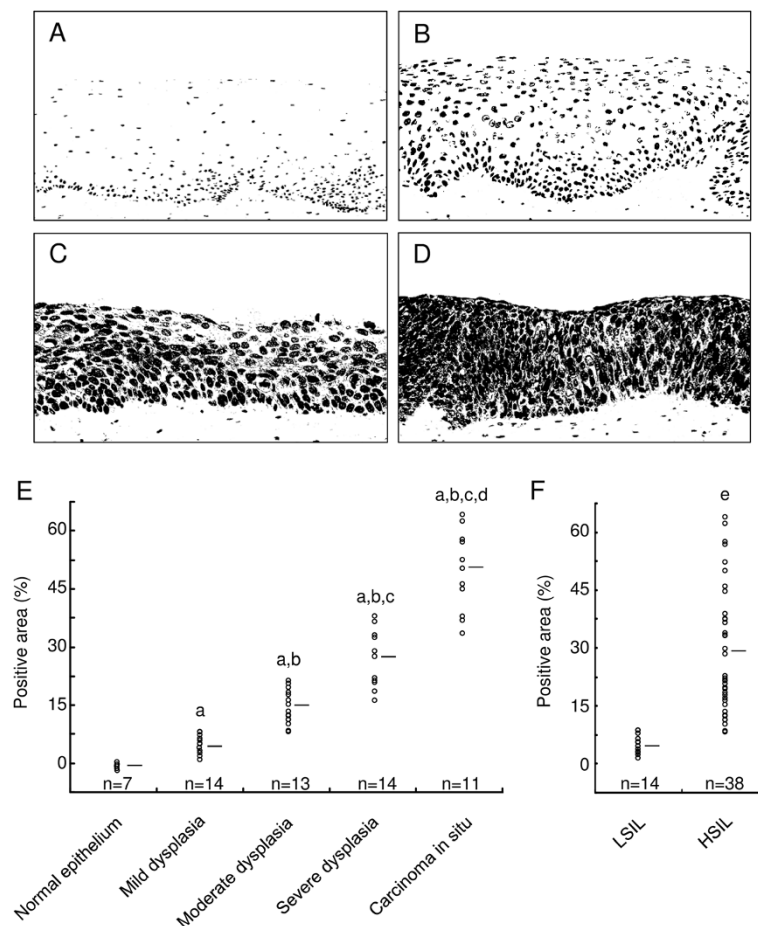 A
B
C
D
E
a,b,c,d
a,b,c
a,b
a
60
45
30
15
0
Positive area (%)
n=7
n=14
n=13
n=14
n=11
Normal epithelium
Mild dysplasia
Moderate dysplasia
Severe dysplasia
Carcinoma in situ
F
e
60
45
30
15
0
Positive area (%)
n=14
n=38
LSIL
HSIL